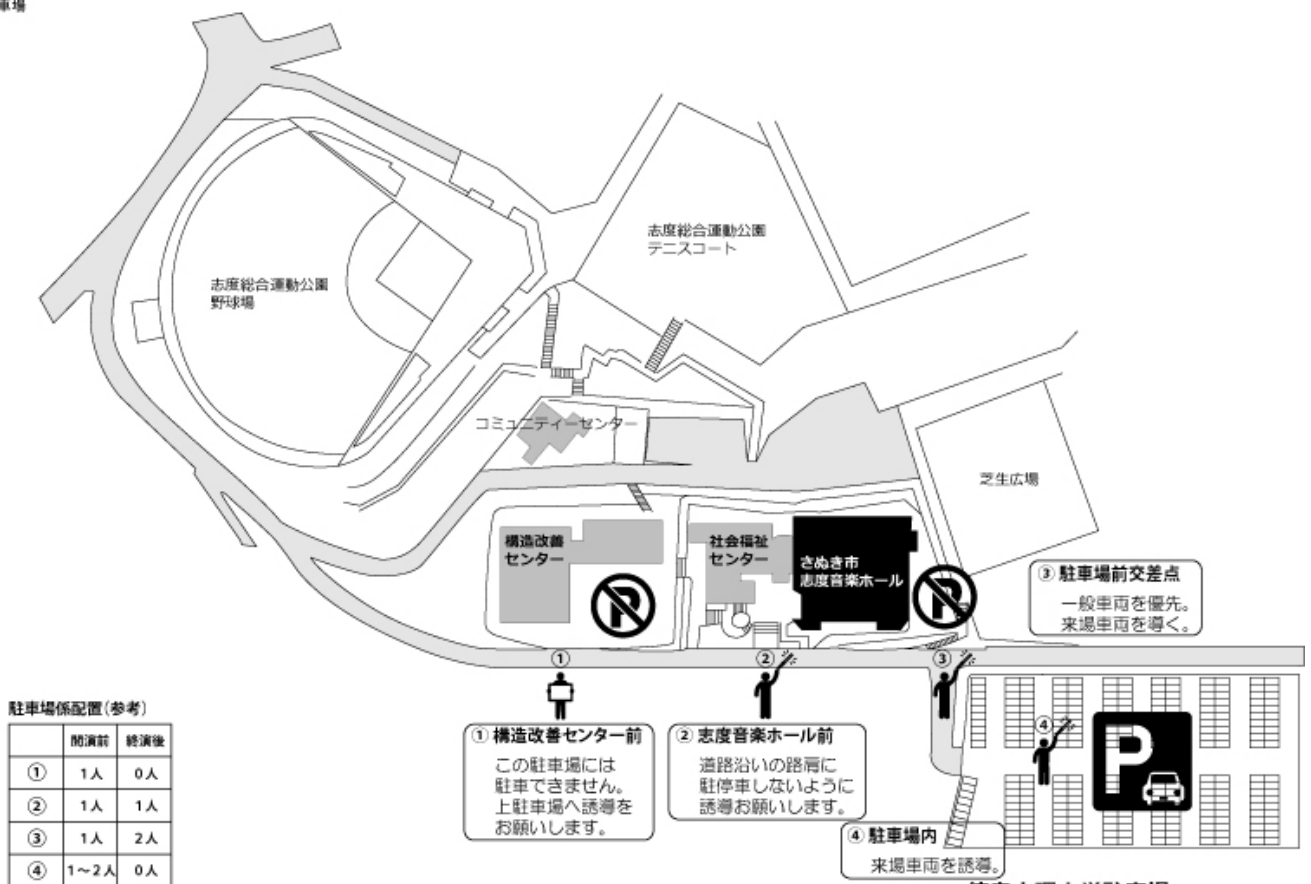 車場
志度総合運動公園
テニスコート
志度総合運動公園
野球場
コミュニティーセンター
芝生広場
構造改善
センター
社会福祉
センター
さぬき市
志度音楽ホール
③ 駐車場前交差点
一般車両を優先。
来場車両を導く。
①
②
③
④
① 構造改善センター前
この駐車場には
駐車できません。
上駐車場へ誘導を
お願いします。
② 志度音楽ホール前
道路沿いの路肩に
駐停車しないように
誘導お願いします。
④ 駐車場内
来場車両を誘導。
P
駐車場係配置(参考)
開演前 終演後
① 1人 0人
② 1人 1人
③ 1人 2人
④ 1～2人 0人